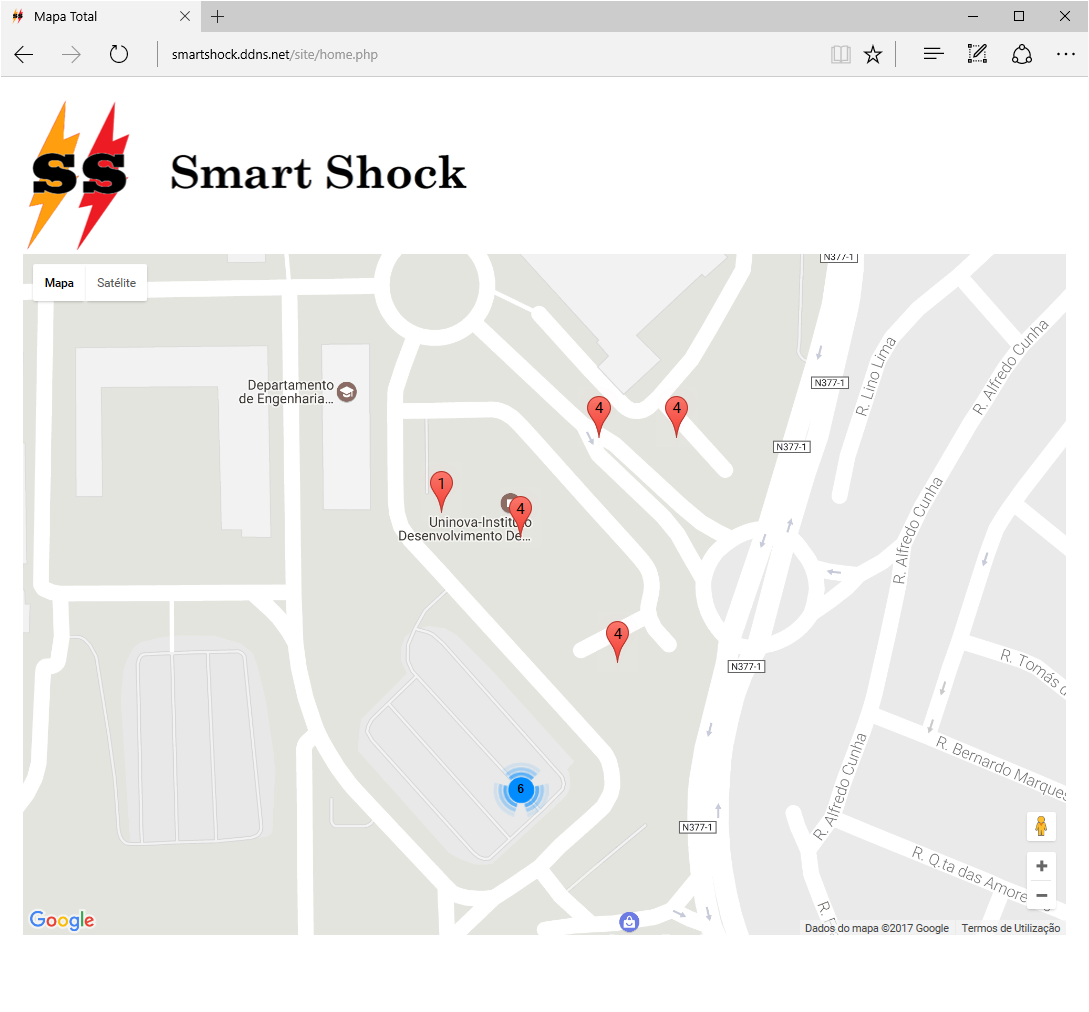 Mapa Total
smartshock.ddns.net/site/home.php
SS
Smart Shock
N377-1
Mapa
Satélite
R. Lino Lima
R. Alfredo Cunha
N377-1
Departamento
de Engenharia...
4
4
N377-1
1
4
Uninova-Instituto
Desenvolvimento De...
R. Alfredo Cunha
4
N377-1
R. Tomás d
R. Bernardo Marques
R. Alfredo Cunha
6
N377-1
R. Q.ta das Amore
R.
Google
Dados do mapa ©2017 Google
Termos de Utilização